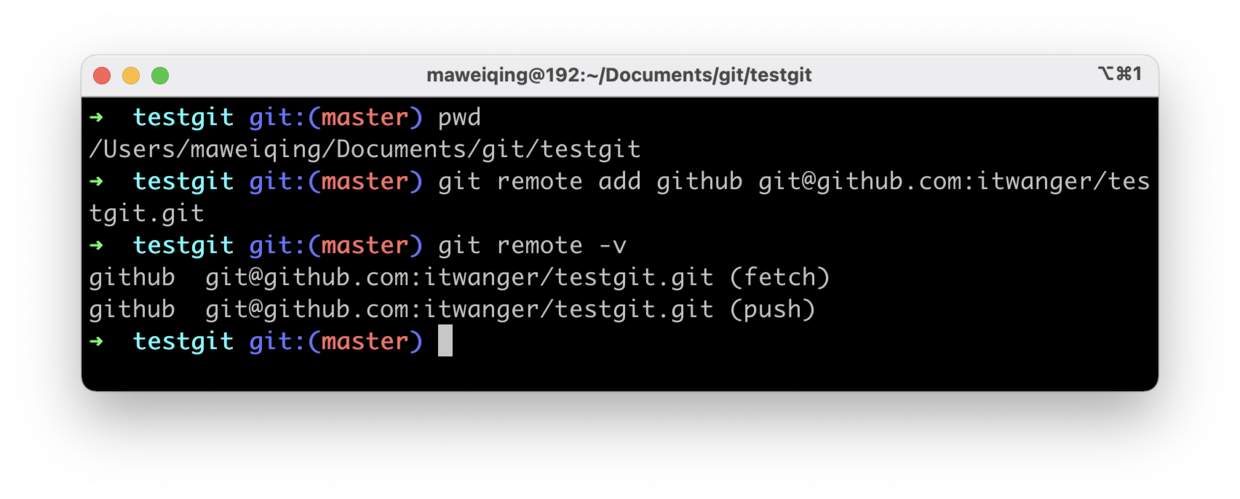 maweiqing@192:~/Documents/git/testgit
⌥⌘1
➜  testgit git:(master) pwd
/Users/maweiqing/Documents/git/testgit
➜  testgit git:(master) git remote add github git@github.com:itwanger/tes
tgit.git
➜  testgit git:(master) git remote -v
github  git@github.com:itwanger/testgit.git (fetch)
github  git@github.com:itwanger/testgit.git (push)
➜  testgit git:(master)